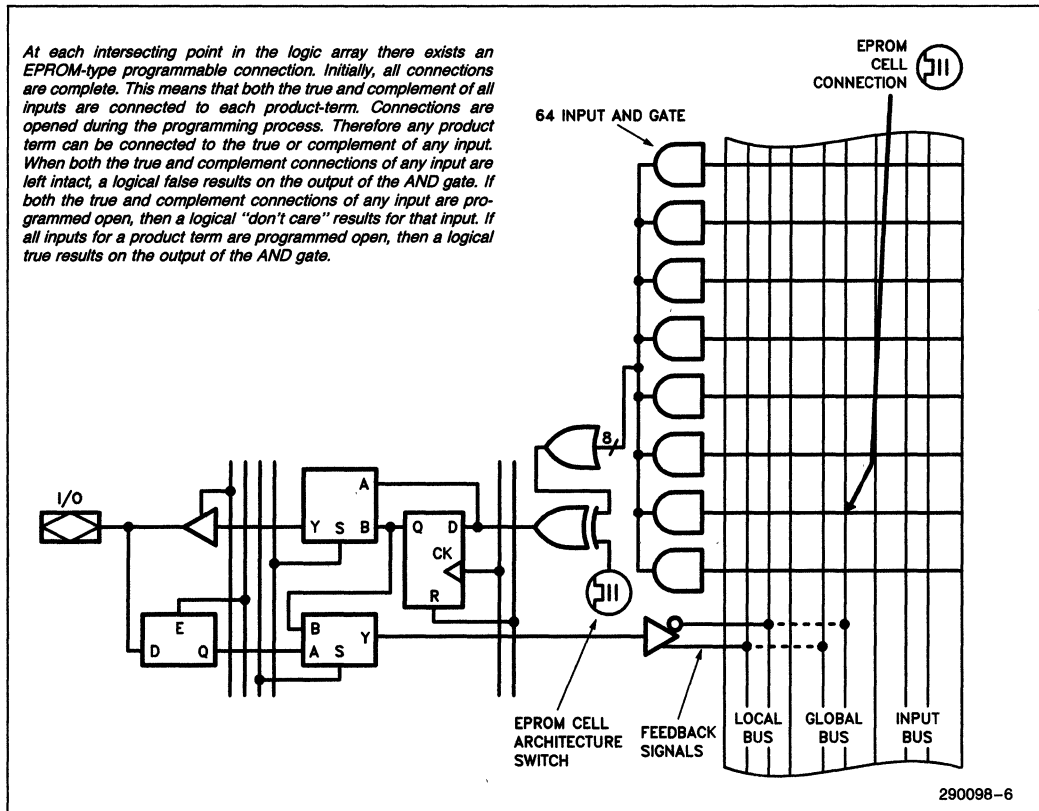 At each intersecting point in the logic array there exists an
EPROM-type programmable connection. Initially, all connections
are complete. This means that both the true and complement of all
inputs are connected to each product-term. Connections are
opened during the programming process. Therefore any product
term can be connected to the true or complement of any input.
When both the true and complement connections of any input are
left intact, a logical false results on the output of the AND gate. If
both the true and complement connections of any input are pro-
grammed open, then a logical "don't care" results for that input. If
all inputs for a product term are programmed open, then a logical
true results on the output of the AND gate.
EPROM
CELL
CONNECTION
64 INPUT AND GATE
8
I/O
A
Y S B
Q D
CK
R
E
D Q
B
A S
Y
EPROM CELL
ARCHITECTURE
SWITCH
FEEDBACK
SIGNALS
LOCAL
BUS
GLOBAL
BUS
INPUT
BUS
290098-6